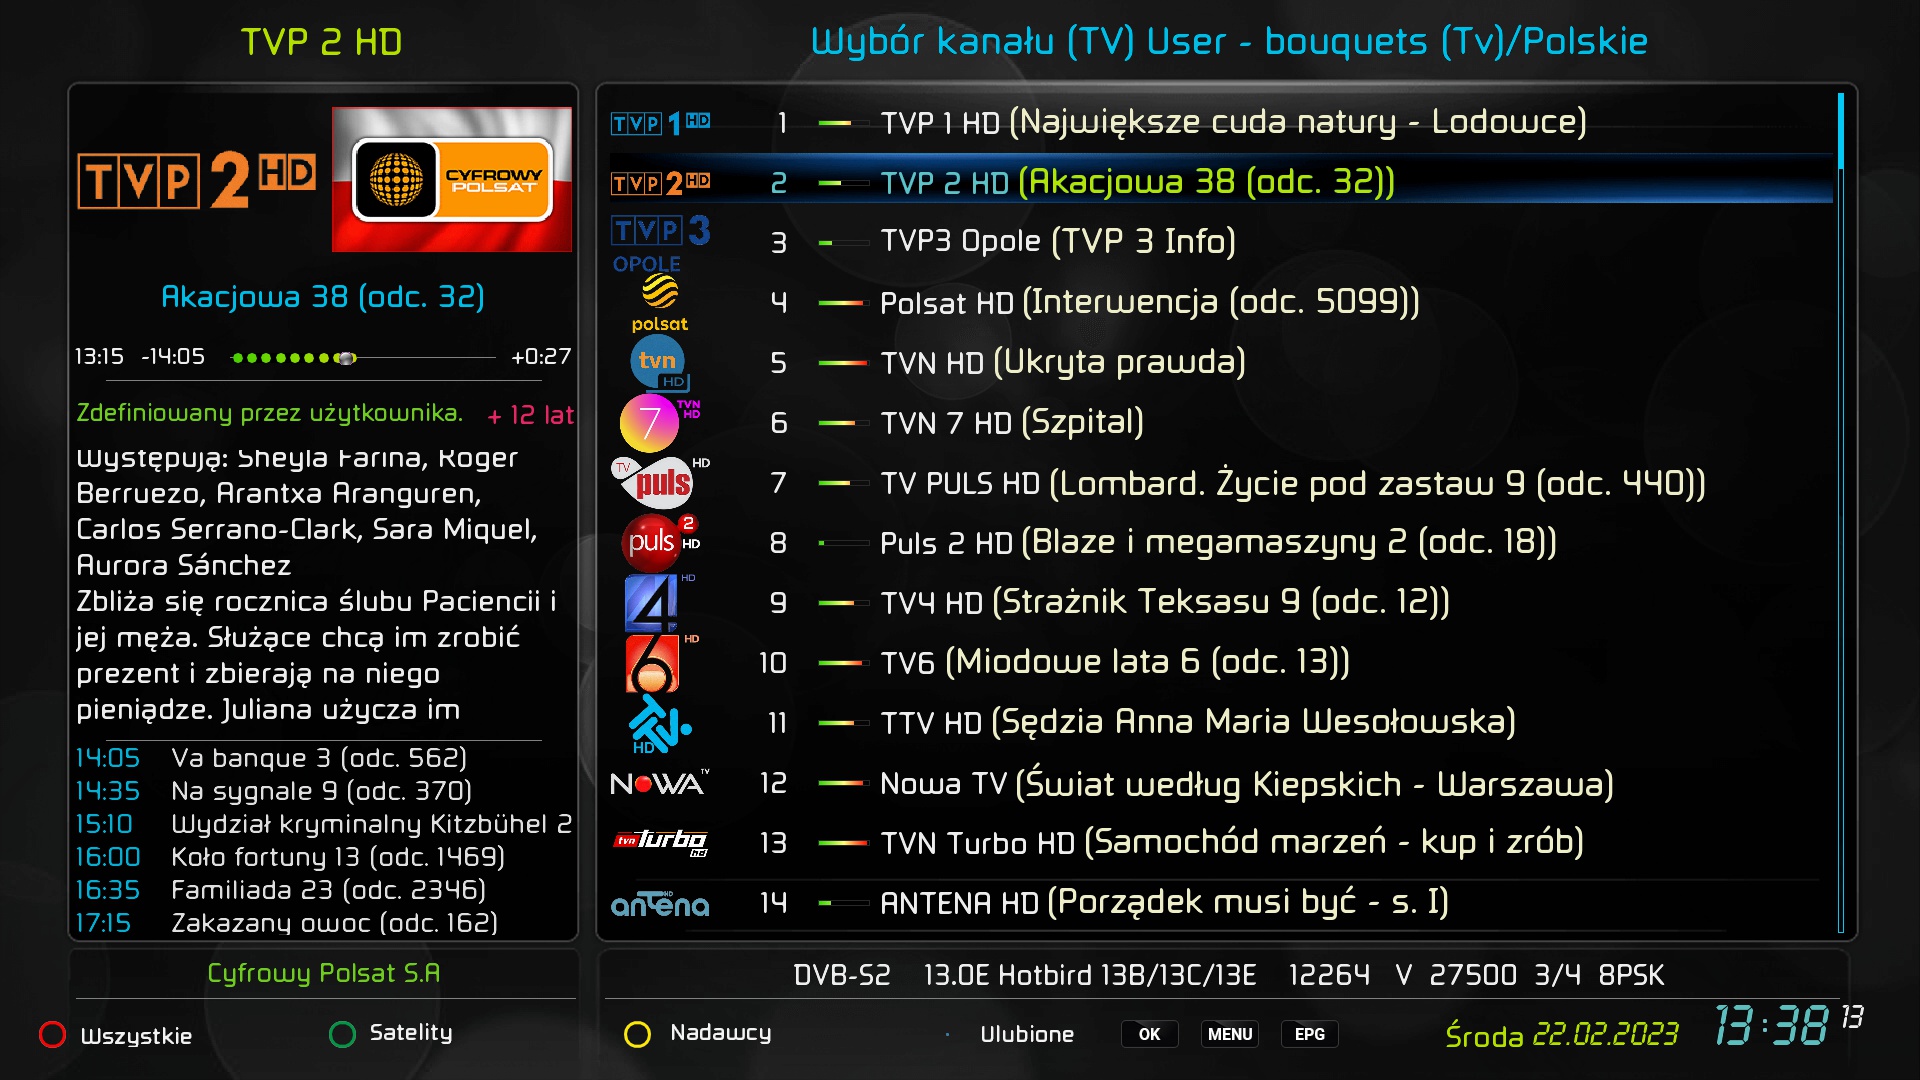 TVP 2 HD
Wybór kanału (TV) User - bouquets (Tv)/Polskie
TVP 2 HD
CYFROWY
POLSAT
Akacjowa 38 (odc. 32)
13:15 -14:05 +0:27
Zdefiniowany przez użytkownika. + 12 lat
Występują: Sheyla Fariña, Roger
Berruezo, Arantxa Aranguren,
Carlos Serrano-Clark, Sara Miquel,
Aurora Sánchez
Zbliża się rocznica ślubu Paciencii i
jej męża. Służące chcą im zrobić
prezent i zbierają na niego
pieniądze. Juliana użycza im
14:05 Va banque 3 (odc. 562)
14:35 Na sygnale 9 (odc. 370)
15:10 Wydział kryminalny Kitzbühel 2
16:00 Koło fortuny 13 (odc. 1469)
16:35 Familiada 23 (odc. 2346)
17:15 Zakazany owoc (odc. 162)
TVP 1 HD 1 TVP 1 HD (Największe cuda natury - Lodowce)
TVP 2 HD 2 TVP 2 HD (Akacjowa 38 (odc. 32))
TVP 3 OPOLE 3 TVP3 Opole (TVP 3 Info)
polsat 4 Polsat HD (Interwencja (odc. 5099))
tvn HD 5 TVN HD (Ukryta prawda)
7 TVN HD 6 TVN 7 HD (Szpital)
TV puls HD 7 TV PULS HD (Lombard. Życie pod zastaw 9 (odc. 440))
puls 2 HD 8 Puls 2 HD (Blaze i megamaszyny 2 (odc. 18))
4 HD 9 TV4 HD (Strażnik Teksasu 9 (odc. 12))
6 HD 10 TV6 (Miodowe lata 6 (odc. 13))
TTV HD 11 TTV HD (Sędzia Anna Maria Wesołowska)
NOWA TV 12 Nowa TV (Świat według Kiepskich - Warszawa)
tvn turbo hd 13 TVN Turbo HD (Samochód marzeń - kup i zrób)
antena HD 14 ANTENA HD (Porządek musi być - s. I)
Cyfrowy Polsat S.A
DVB-S2 13.0E Hotbird 13B/13C/13E 12264 V 27500 3/4 8PSK
Wszystkie Satelity Nadawcy Ulubione OK MENU EPG Środa 22.02.2023 13:38 13